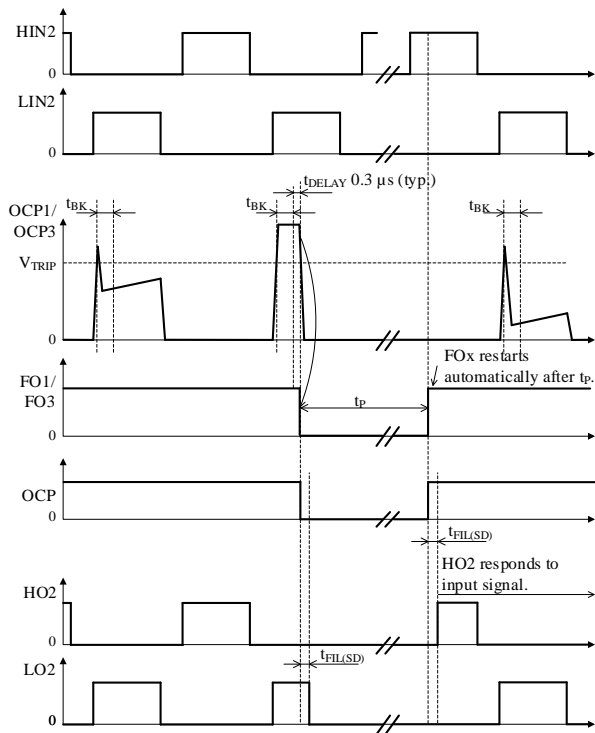 HIN2
0
LIN2
0
tDELAY 0.3 µs (typ.)
OCP1/
OCP3
tBK
tBK
tBK
VTRIP
0
FO1/
FO3
FOx restarts
automatically after tP.
tP
0
OCP
0
tFIL(SD)
HO2 responds to
input signal.
HO2
0
tFIL(SD)
LO2
0